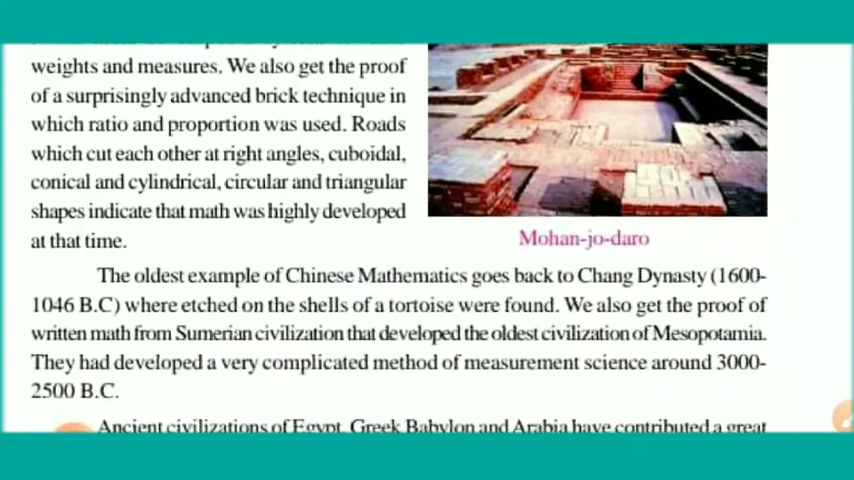 weights and measures. We also get the proof
of a surprisingly advanced brick technique in
which ratio and proportion was used. Roads
which cut each other at right angles, cuboidal,
conical and cylindrical, circular and triangular
shapes indicate that math was highly developed
at that time.
Mohan-jo-daro
The oldest example of Chinese Mathematics goes back to Chang Dynasty (1600-
1046 B.C) where etched on the shells of a tortoise were found. We also get the proof of
written math from Sumerian civilization that developed the oldest civilization of Mesopotamia.
They had developed a very complicated method of measurement science around 3000-
2500 B.C.
Ancient civilizations of Egypt, Greek Babylon and Arabia have contributed a great